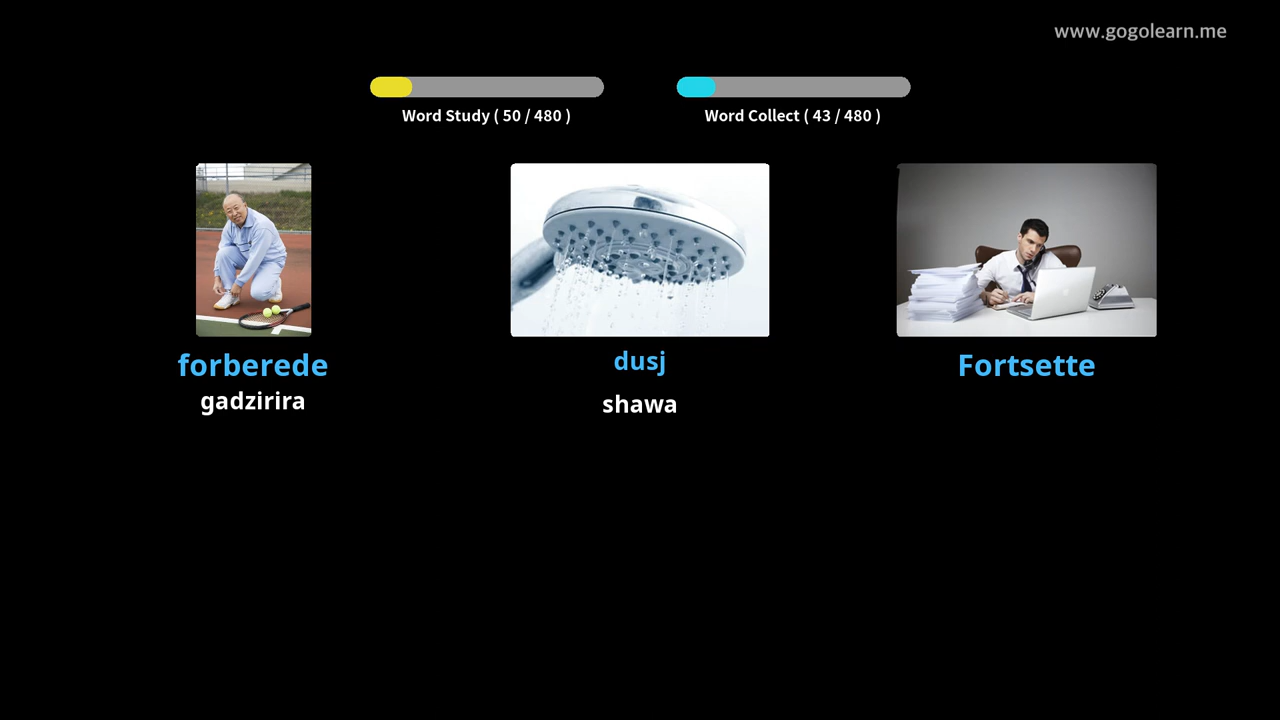 www.gogolearn.me
Word Study ( 50 / 480 )
Word Collect ( 43 / 480 )
forberede
gadzirira
dusj
shawa
Fortsette